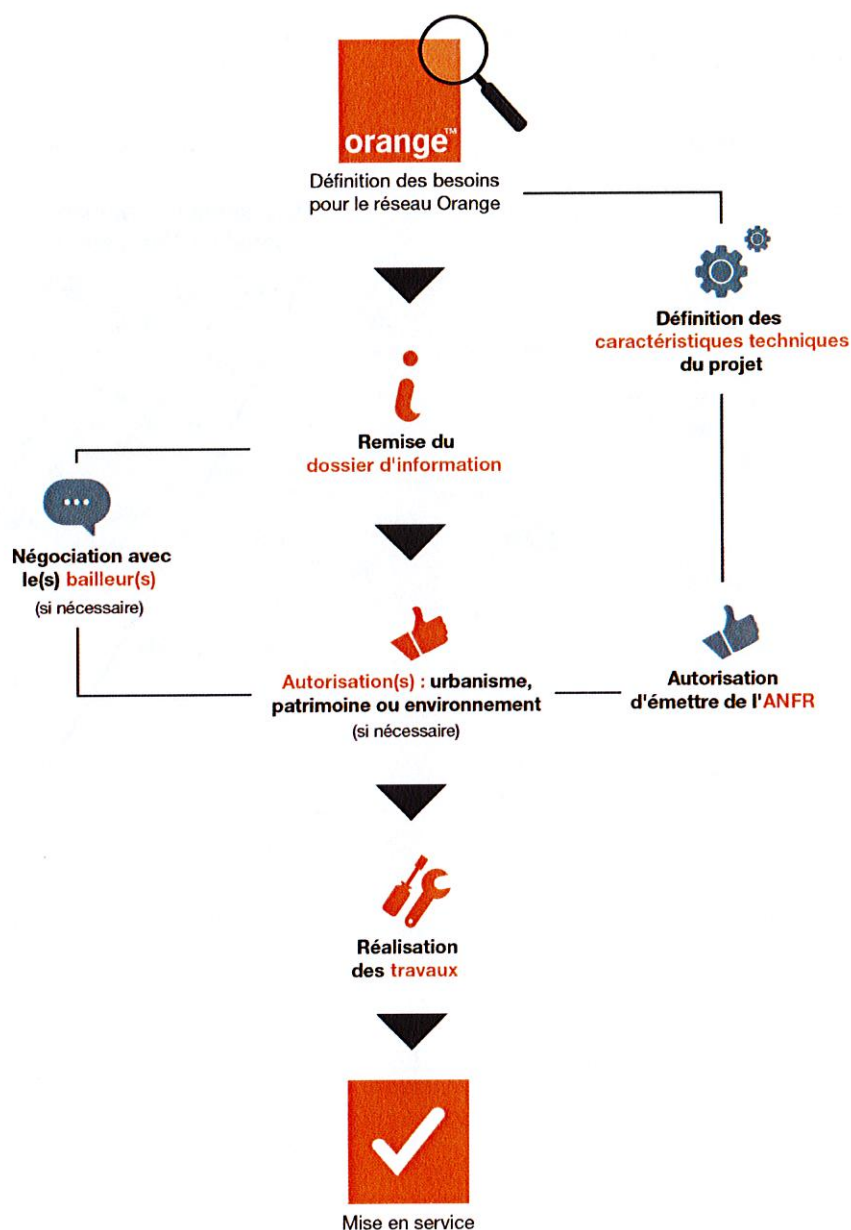 orange™
Définition des besoins
pour le réseau Orange
Définition des
caractéristiques techniques
du projet
Remise du
dossier d'information
Négociation avec
le(s) bailleur(s)
(si nécessaire)
Autorisation(s) : urbanisme,
patrimoine ou environnement
(si nécessaire)
Autorisation
d'émettre de l'ANFR
Réalisation
des travaux
Mise en service